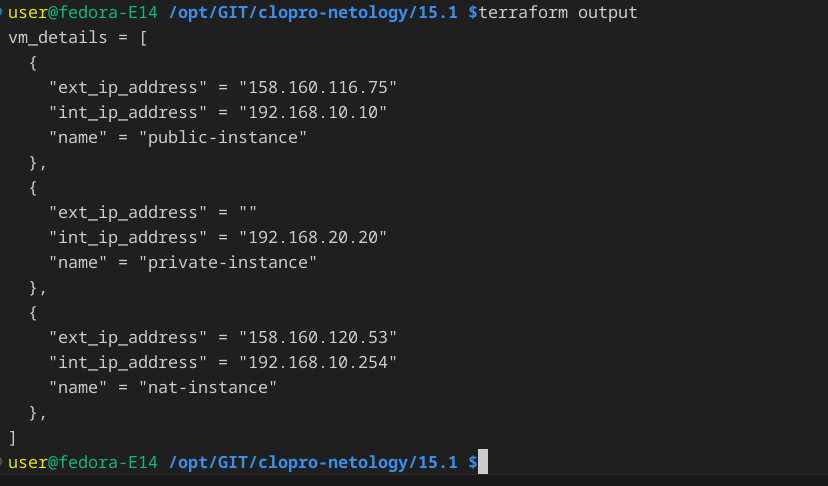 user@fedora-E14 /opt/GIT/clopro-netology/15.1 $terraform output
vm_details = [
  {
    "ext_ip_address" = "158.160.116.75"
    "int_ip_address" = "192.168.10.10"
    "name" = "public-instance"
  },
  {
    "ext_ip_address" = ""
    "int_ip_address" = "192.168.20.20"
    "name" = "private-instance"
  },
  {
    "ext_ip_address" = "158.160.120.53"
    "int_ip_address" = "192.168.10.254"
    "name" = "nat-instance"
  },
]
user@fedora-E14 /opt/GIT/clopro-netology/15.1 $